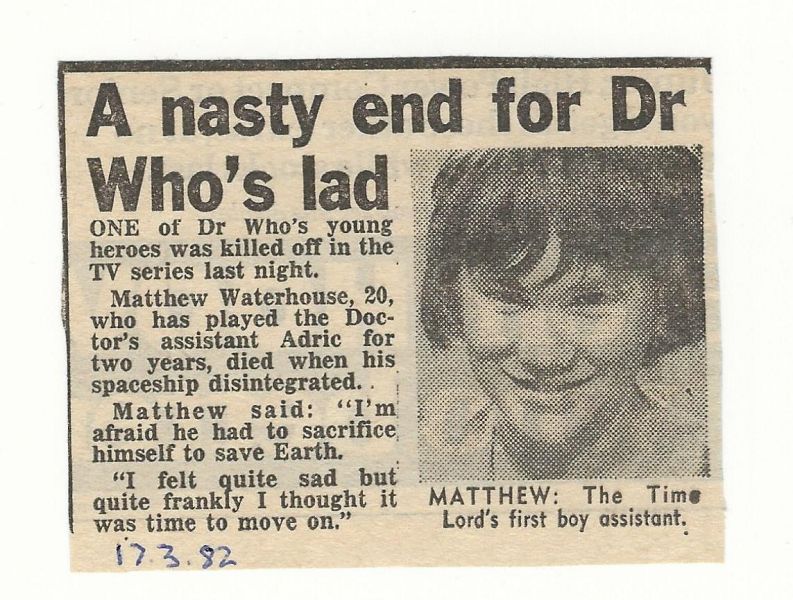 A nasty end for Dr
Who's lad
ONE of Dr Who's young
heroes was killed off in the
TV series last night.
Matthew Waterhouse, 20,
who has played the Doc-
tor's assistant Adric for
two years, died when his
spaceship disintegrated.
Matthew said: "I'm
afraid he had to sacrifice
himself to save Earth.
"I felt quite sad but
quite frankly I thought it
was time to move on."
MATTHEW: The Time
Lord's first boy assistant.
17.3.82